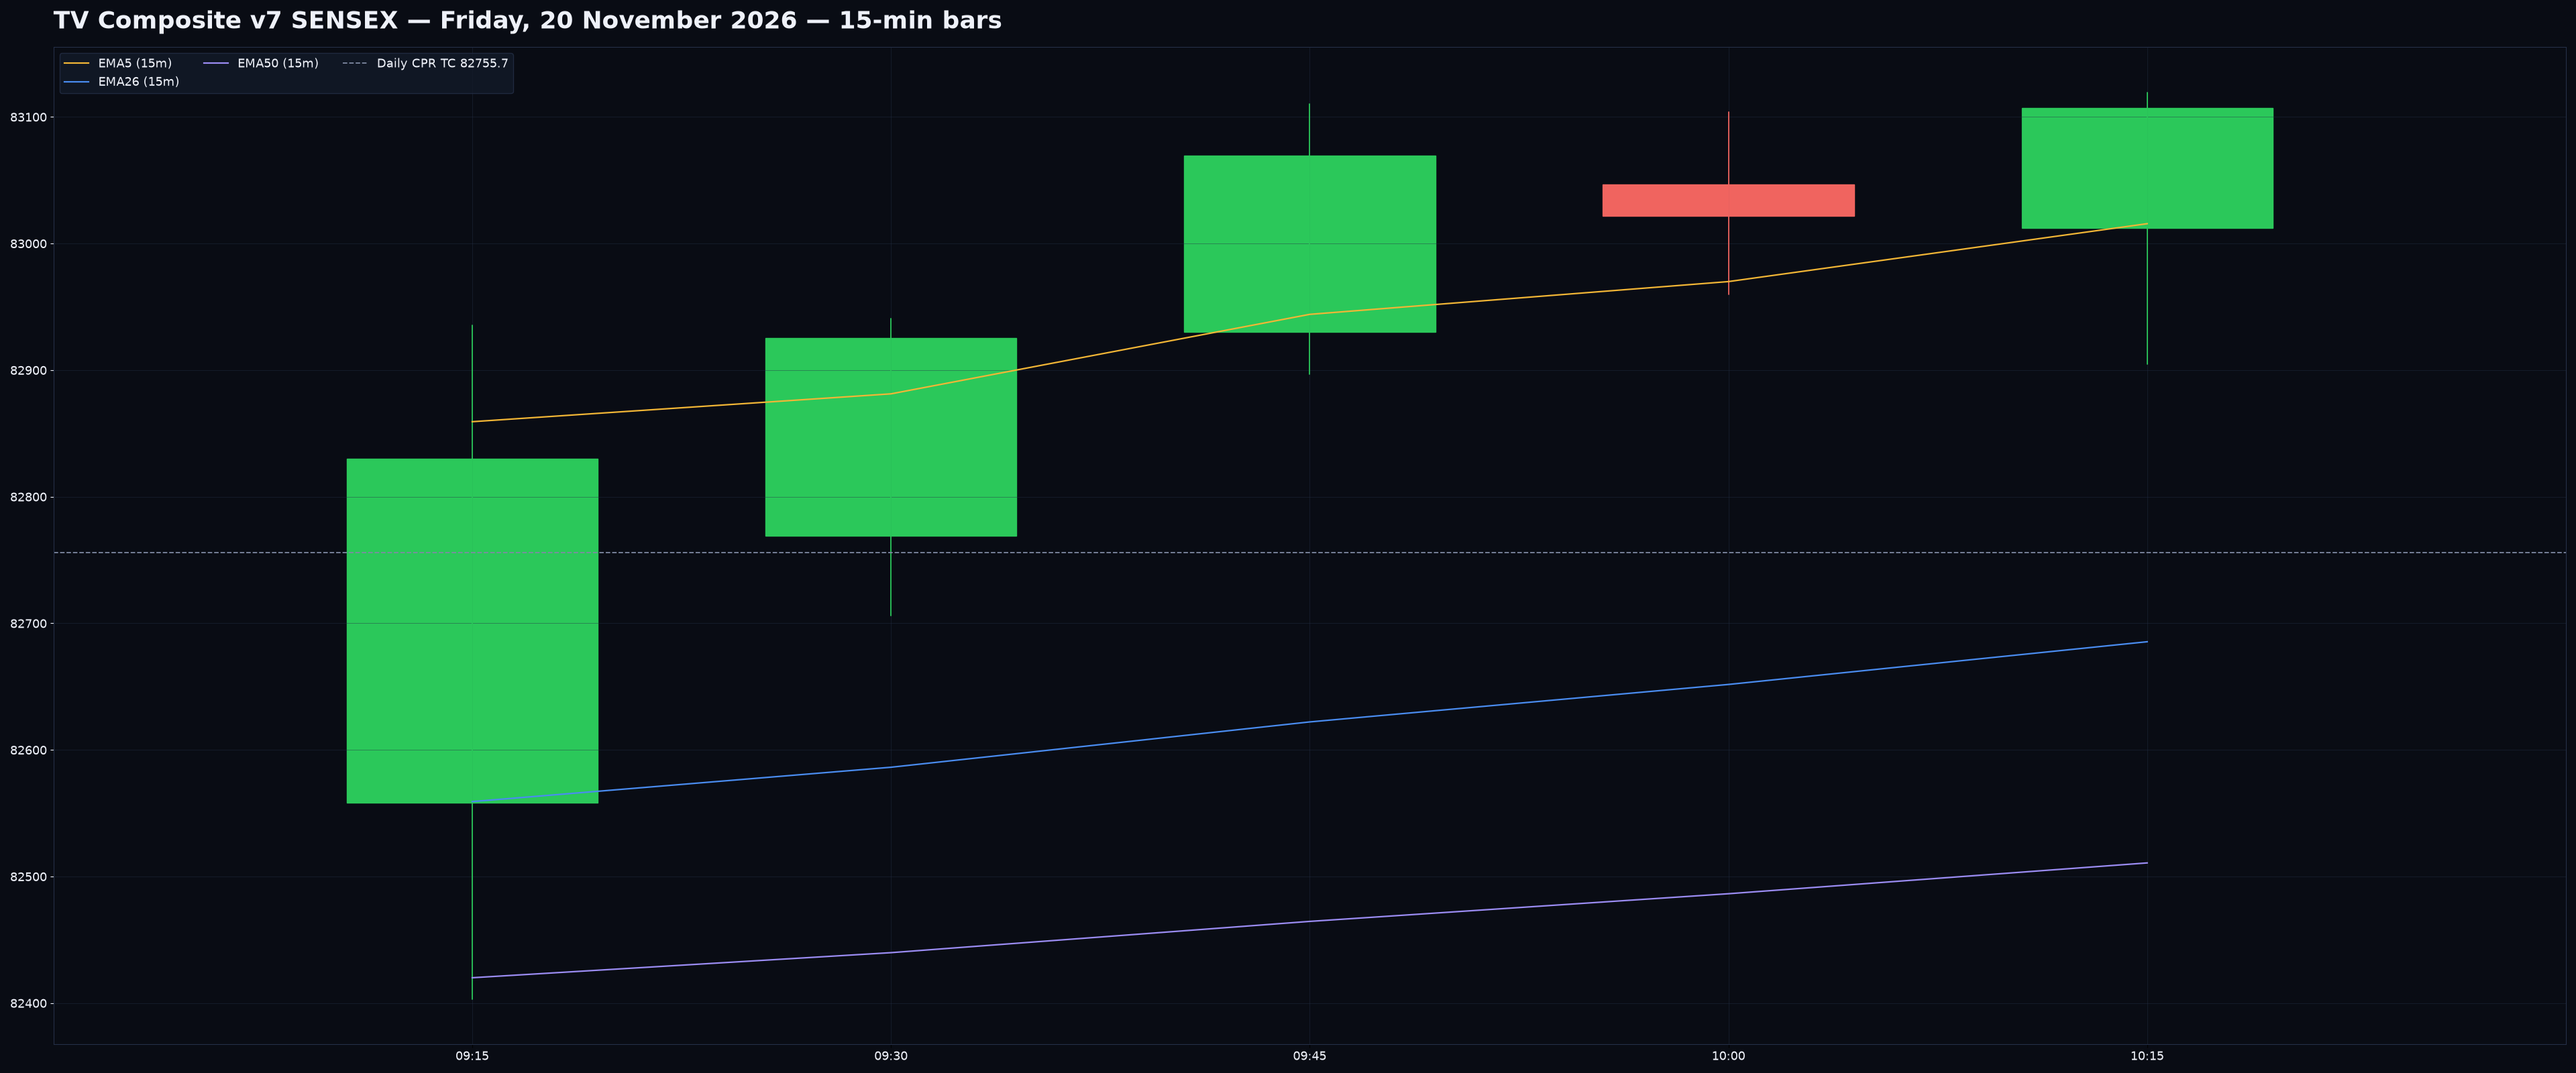 TV Composite v7 SENSEX — Friday, 20 November 2026 — 15-min bars
EMA5 (15m) EMA50 (15m) Daily CPR TC 82755.7
EMA26 (15m)
83100
83000
82900
82800
82700
82600
82500
82400
09:15 09:30 09:45 10:00 10:15